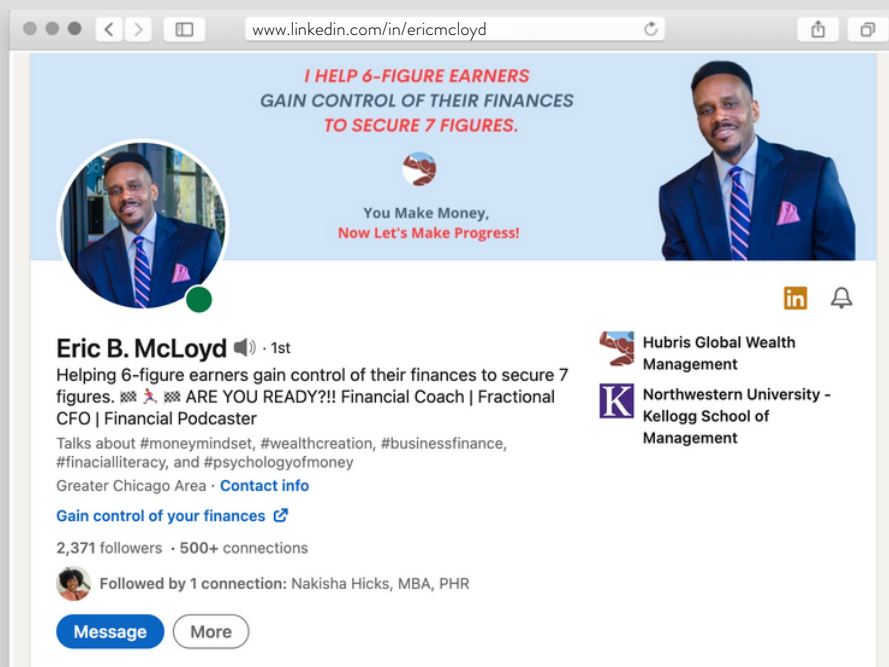 www.linkedin.com/in/ericmcloyd
I HELP 6-FIGURE EARNERS
GAIN CONTROL OF THEIR FINANCES
TO SECURE 7 FIGURES.
You Make Money,
Now Let's Make Progress!
in
Eric B. McLoyd · 1st
Helping 6-figure earners gain control of their finances to secure 7
figures. 🏁 🏃 🏁 ARE YOU READY?!! Financial Coach | Fractional
CFO | Financial Podcaster
Talks about #moneymindset, #wealthcreation, #businessfinance,
#finacialliteracy, and #psychologyofmoney
Greater Chicago Area · Contact info
Gain control of your finances
2,371 followers · 500+ connections
Followed by 1 connection: Nakisha Hicks, MBA, PHR
Message
More
Hubris Global Wealth
Management
K
Northwestern University -
Kellogg School of
Management